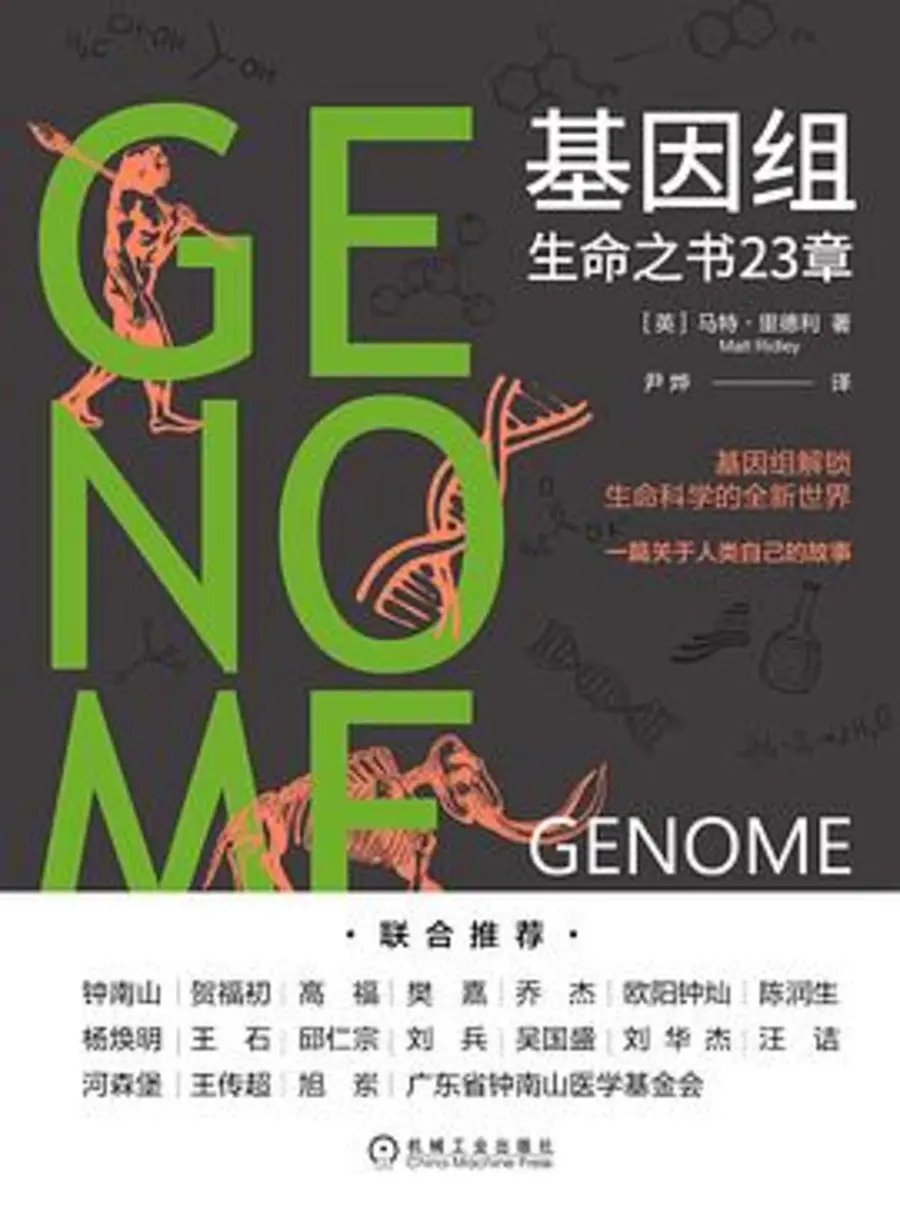 GE
NO
ME
基因组
生命之书23章
[英] 马特·里德利 著
Matt Ridley
尹烨 译
基因组解锁
生命科学的全新世界
一篇关于人类自己的故事
GENOME
· 联合推荐 ·
钟南山 | 贺福初 | 高福 | 樊嘉 | 乔杰 | 欧阳钟灿 | 陈润生
杨焕明 | 王石 | 邱仁宗 | 刘兵 | 吴国盛 | 刘华杰 | 汪诘
河森堡 | 王传超 | 旭岽 | 广东省钟南山医学基金会
机械工业出版社
China Machine Press